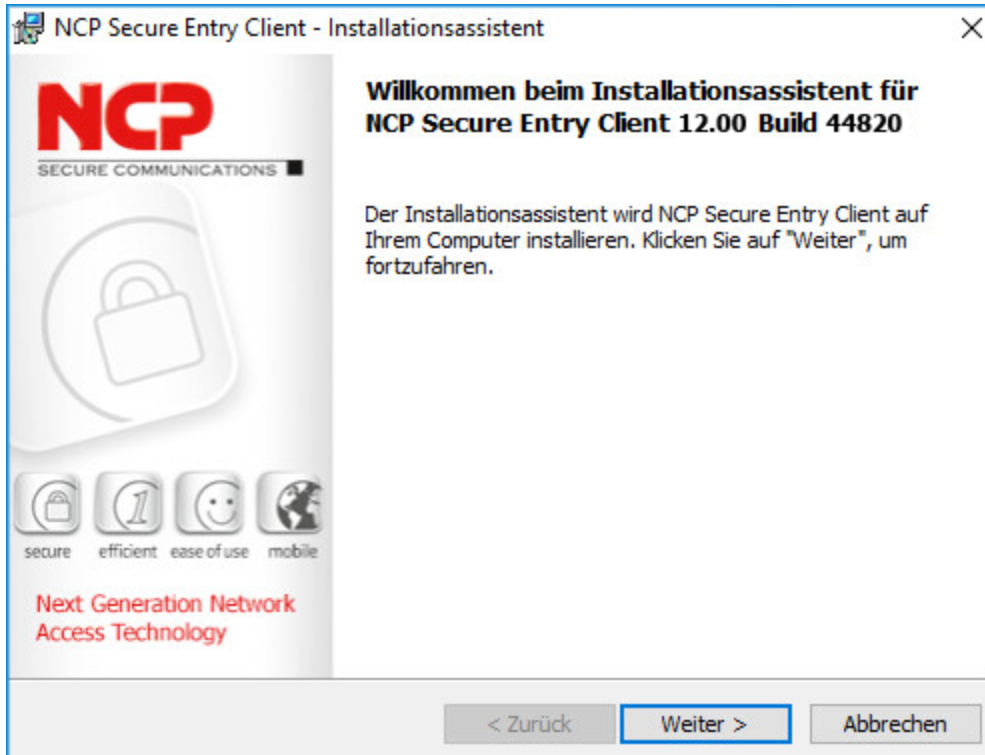 NCP Secure Entry Client - Installationsassistent
NCP
SECURE COMMUNICATIONS
Willkommen beim Installationsassistent für
NCP Secure Entry Client 12.00 Build 44820
Der Installationsassistent wird NCP Secure Entry Client auf
Ihrem Computer installieren. Klicken Sie auf "Weiter", um
fortzufahren.
1
secure efficient ease of use mobile
Next Generation Network
Access Technology
< Zurück Weiter > Abbrechen